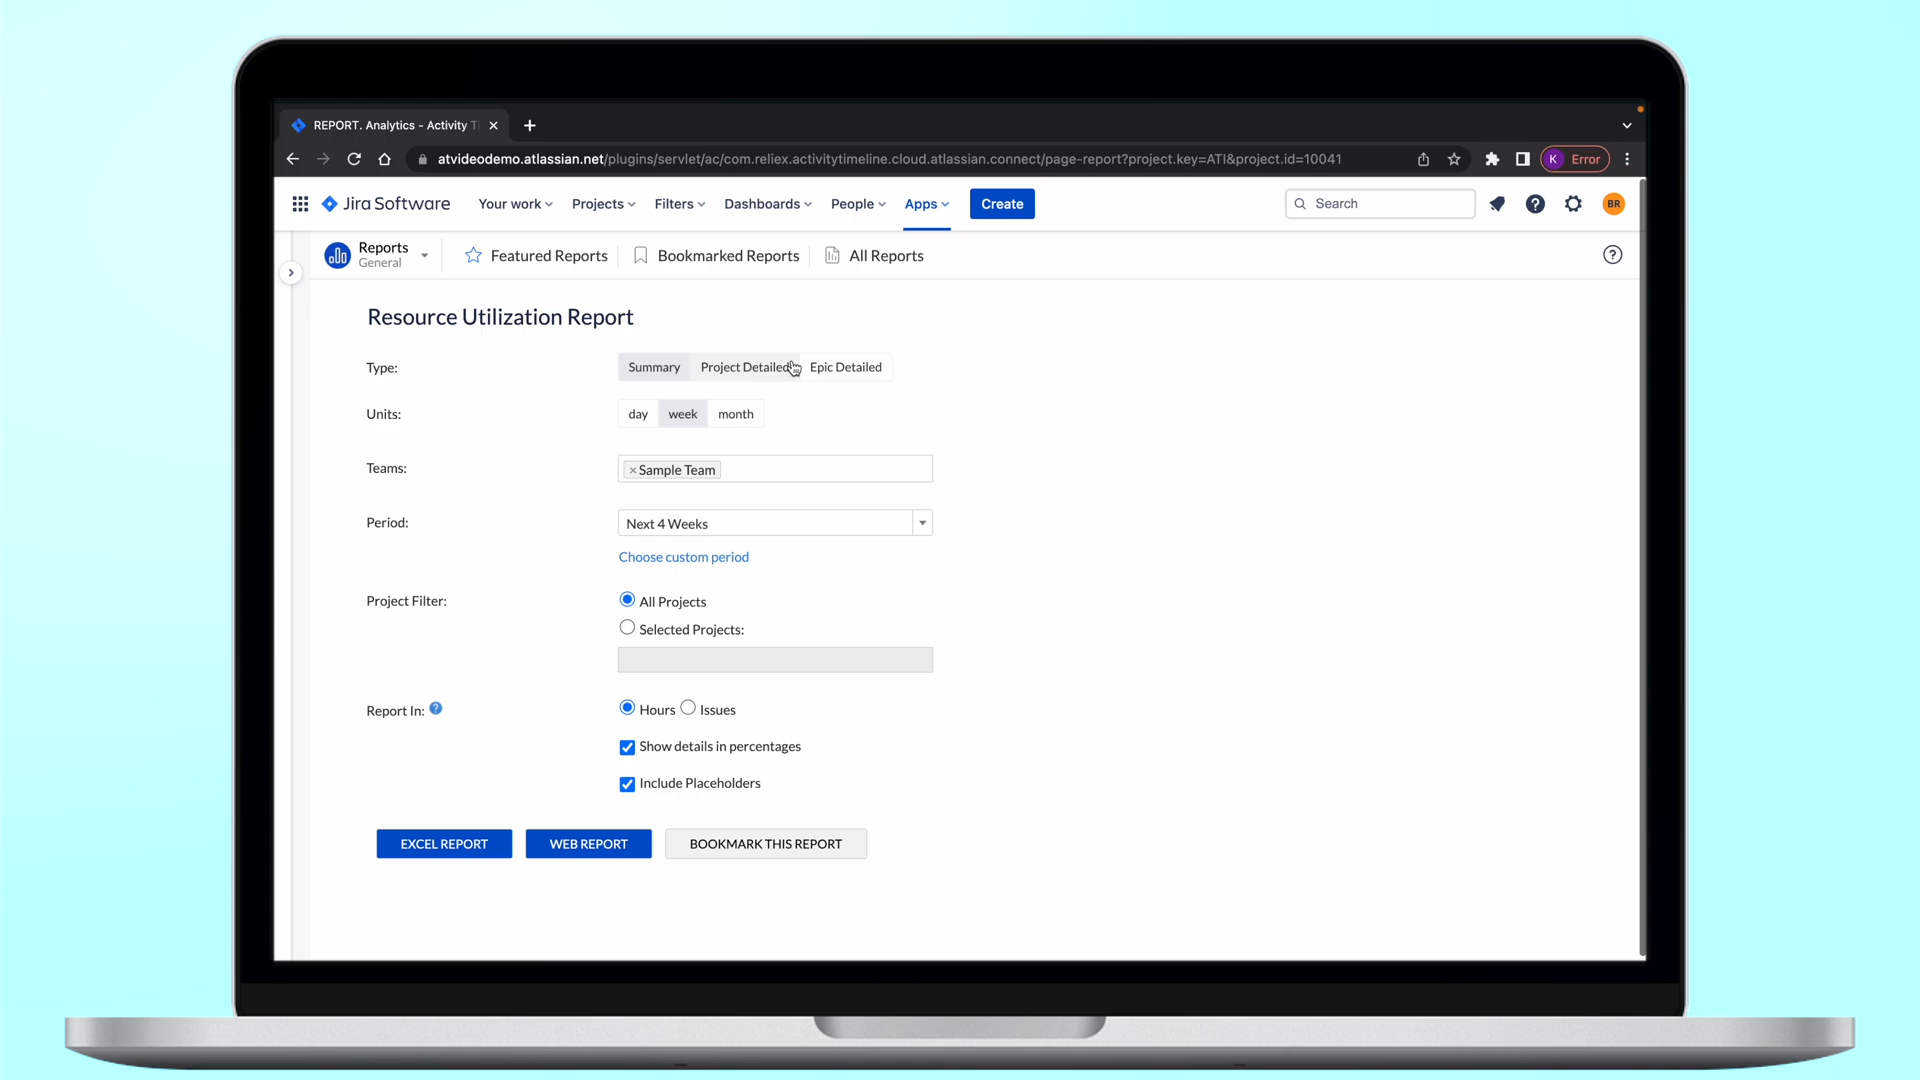 REPORT. Analytics - Activity Ti
atvideodemo.atlassian.net/plugins/servlet/ac/com.reliex.activitytimeline.cloud.atlassian.connect/page-report?project.key=ATI&project.id=10041
K Error
Jira Software Your work Projects Filters Dashboards People Apps Create Search BR
Reports
General
Featured Reports Bookmarked Reports All Reports
Resource Utilization Report
Type: Summary Project Detailed Epic Detailed
Units: day week month
Teams: ×Sample Team
Period: Next 4 Weeks
Choose custom period
Project Filter: All Projects
Selected Projects:
Report In: Hours Issues
Show details in percentages
Include Placeholders
EXCEL REPORT WEB REPORT BOOKMARK THIS REPORT